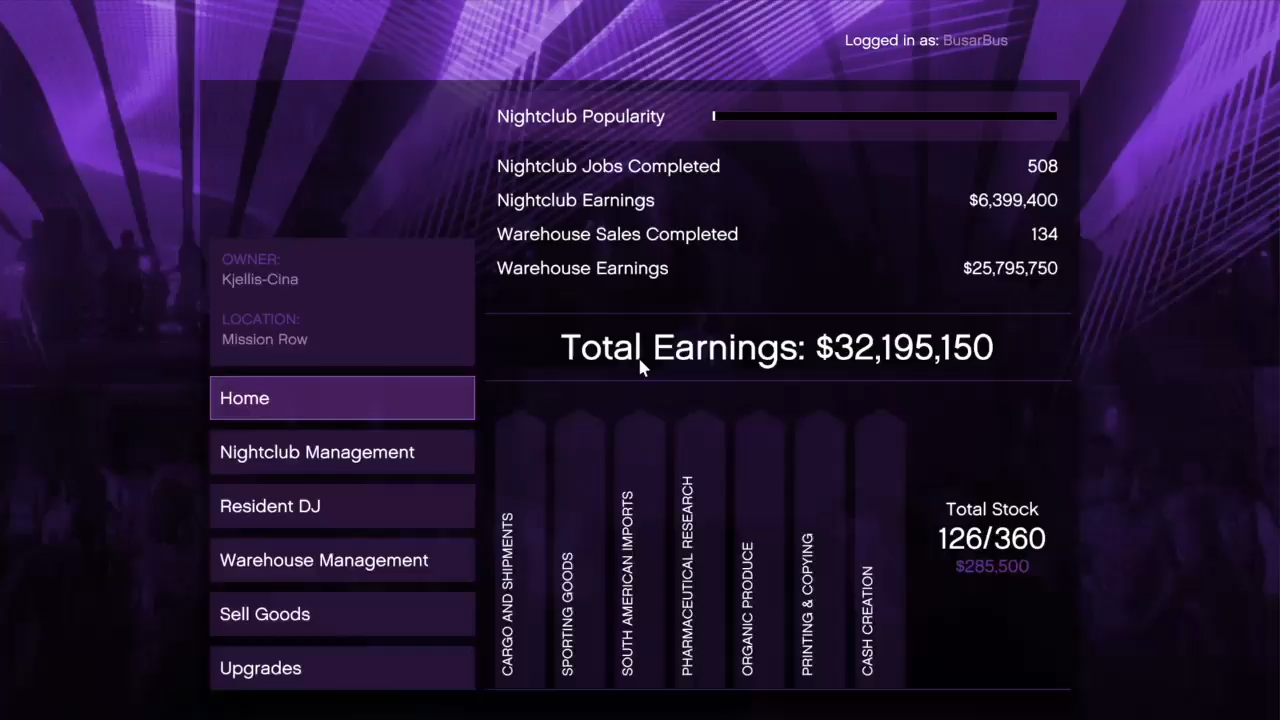 Logged in as: BusarBus
Nightclub Popularity
Nightclub Jobs Completed 508
Nightclub Earnings $6,399,400
Warehouse Sales Completed 134
Warehouse Earnings $25,795,750
OWNER:
Kjellis-Cina
LOCATION:
Mission Row
Total Earnings: $32,195,150
Home
Nightclub Management
Resident DJ
Warehouse Management
Sell Goods
Upgrades
CARGO AND SHIPMENTS
SPORTING GOODS
SOUTH AMERICAN IMPORTS
PHARMACEUTICAL RESEARCH
ORGANIC PRODUCE
PRINTING & COPYING
CASH CREATION
Total Stock
126/360
$285,500